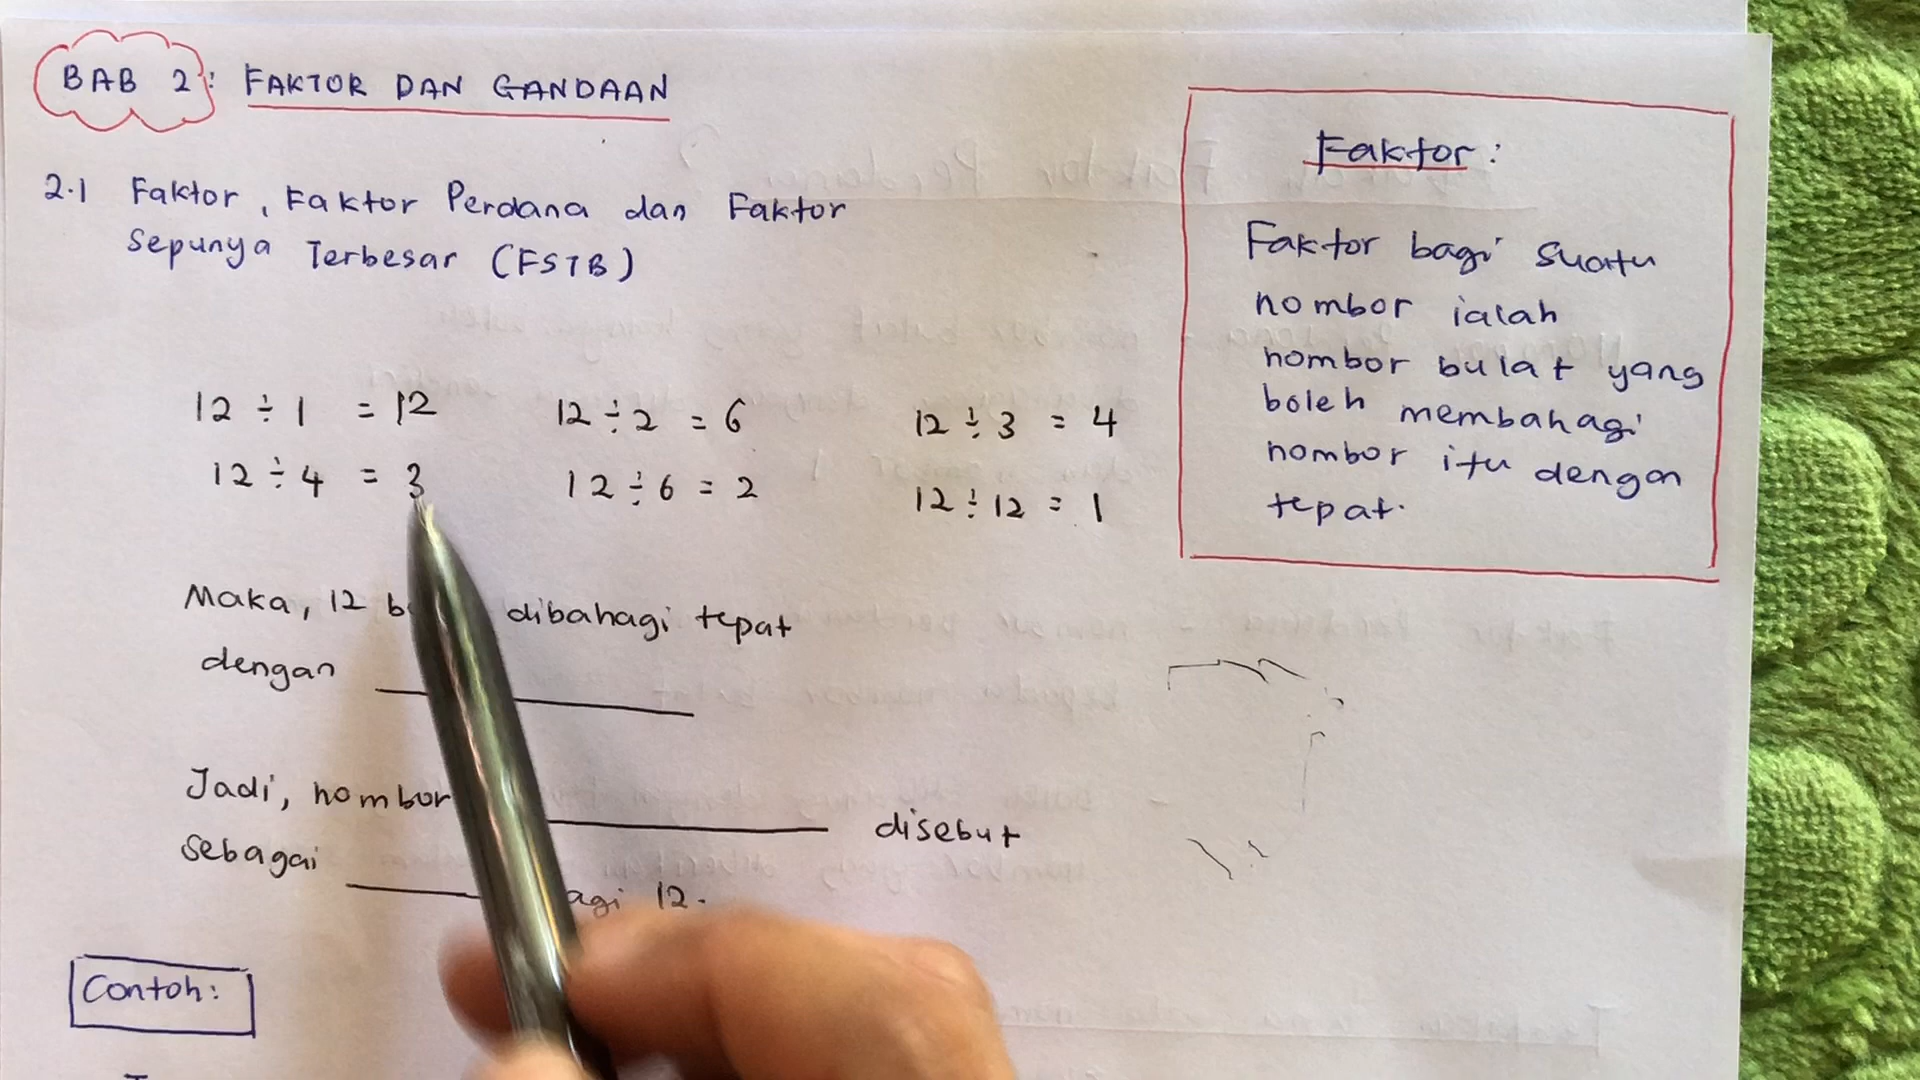 BAB 2: FAKTOR DAN GANDAAN
2.1 Faktor, Faktor Perdana dan Faktor
Sepunya Terbesar (FSTB)
12 ÷ 1 = 12 12 ÷ 2 = 6 12 ÷ 3 = 4
12 ÷ 4 = 3 12 ÷ 6 = 2 12 ÷ 12 = 1
Maka, 12 dibahagi tepat
dengan
Jadi, nombor disebut
sebagai 12.
Contoh:
Faktor:
Faktor bagi suatu
nombor ialah
nombor bulat yang
boleh membahagi
nombor itu dengan
tepat.